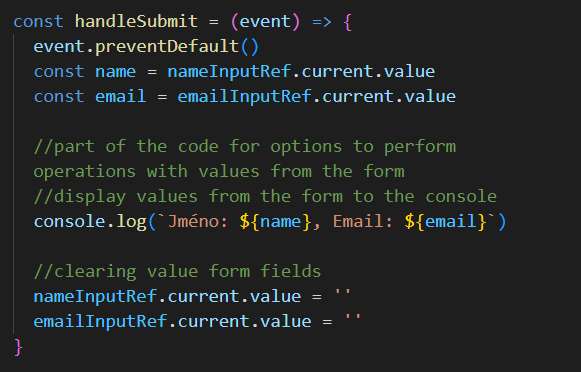 const handleSubmit = (event) => {
  event.preventDefault()
  const name = nameInputRef.current.value
  const email = emailInputRef.current.value

  //part of the code for options to perform
  operations with values from the form
  //display values from the form to the console
  console.log(`Jméno: ${name}, Email: ${email}`)

  //clearing value form fields
  nameInputRef.current.value = ''
  emailInputRef.current.value = ''
}